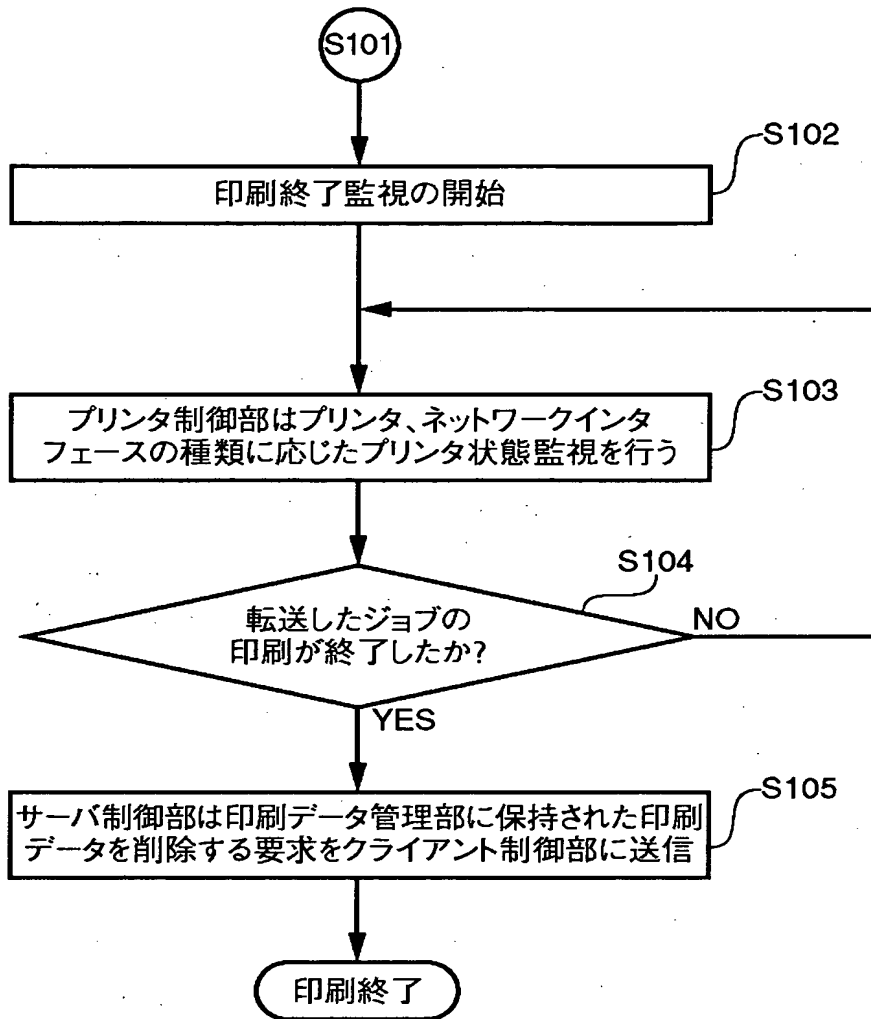 S101
S102
印刷終了監視の開始
S103
プリンタ制御部はプリンタ、ネットワークインタ
フェースの種類に応じたプリンタ状態監視を行う
S104
転送したジョブの
印刷が終了したか?
NO
YES
S105
サーバ制御部は印刷データ管理部に保持された印刷
データを削除する要求をクライアント制御部に送信
印刷終了